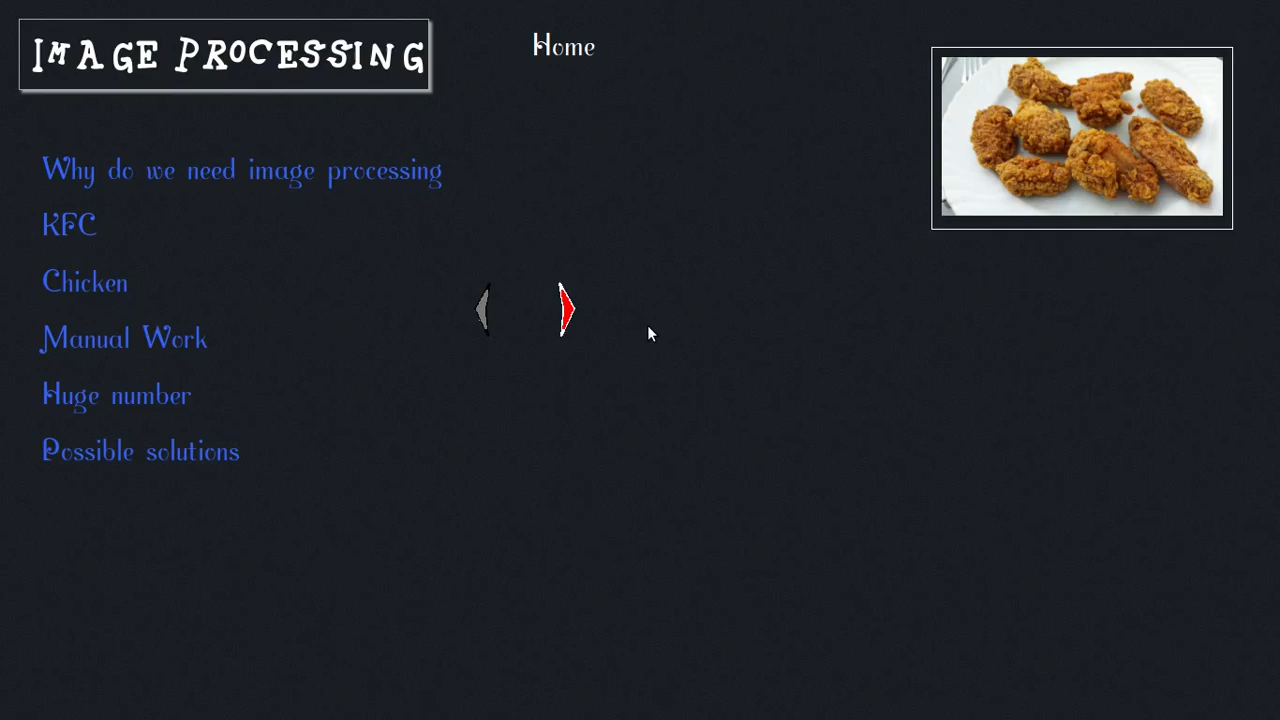 IMAGE PROCESSING
Home
Why do we need image processing
KFC
Chicken
Manual Work
Huge number
Possible solutions